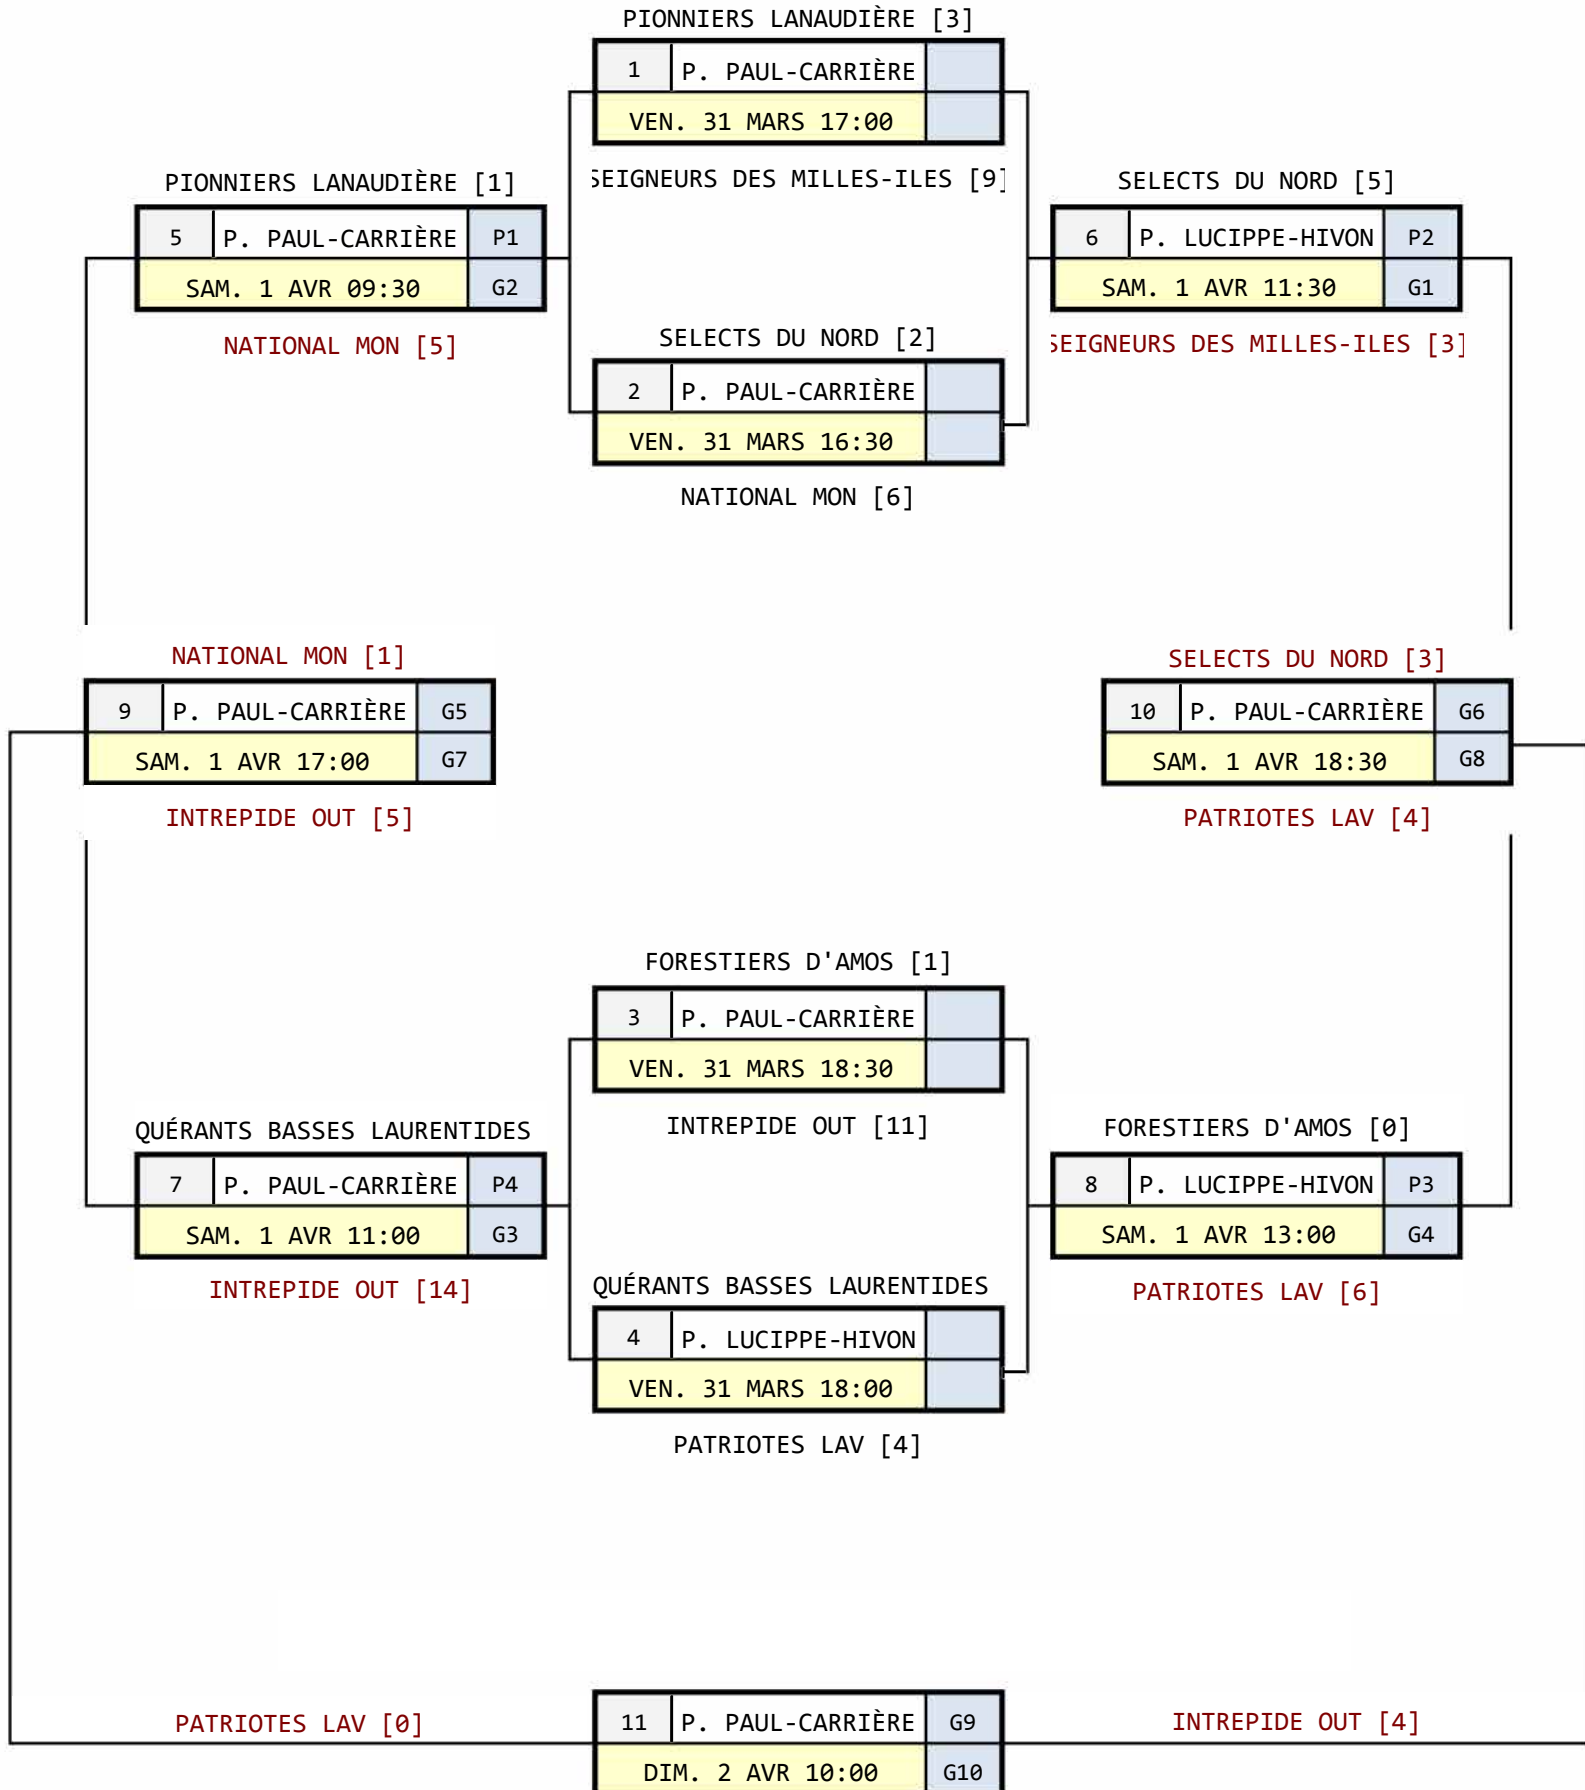 PIONNIERS LANAUDIÈRE [3]
1 P. PAUL-CARRIÈRE
VEN. 31 MARS 17:00
SEIGNEURS DES MILLES-ILES [9]
PIONNIERS LANAUDIÈRE [1]
5 P. PAUL-CARRIÈRE P1
SAM. 1 AVR 09:30 G2
NATIONAL MON [5]
SELECTS DU NORD [5]
6 P. LUCIPPE-HIVON P2
SAM. 1 AVR 11:30 G1
SEIGNEURS DES MILLES-ILES [3]
SELECTS DU NORD [2]
2 P. PAUL-CARRIÈRE
VEN. 31 MARS 16:30
NATIONAL MON [6]
NATIONAL MON [1]
9 P. PAUL-CARRIÈRE G5
SAM. 1 AVR 17:00 G7
INTREPIDE OUT [5]
SELECTS DU NORD [3]
10 P. PAUL-CARRIÈRE G6
SAM. 1 AVR 18:30 G8
PATRIOTES LAV [4]
FORESTIERS D'AMOS [1]
3 P. PAUL-CARRIÈRE
VEN. 31 MARS 18:30
INTREPIDE OUT [11]
QUÉRANTS BASSES LAURENTIDES
7 P. PAUL-CARRIÈRE P4
SAM. 1 AVR 11:00 G3
INTREPIDE OUT [14]
FORESTIERS D'AMOS [0]
8 P. LUCIPPE-HIVON P3
SAM. 1 AVR 13:00 G4
PATRIOTES LAV [6]
QUÉRANTS BASSES LAURENTIDES
4 P. LUCIPPE-HIVON
VEN. 31 MARS 18:00
PATRIOTES LAV [4]
PATRIOTES LAV [0]
11 P. PAUL-CARRIÈRE G9
DIM. 2 AVR 10:00 G10
INTREPIDE OUT [4]